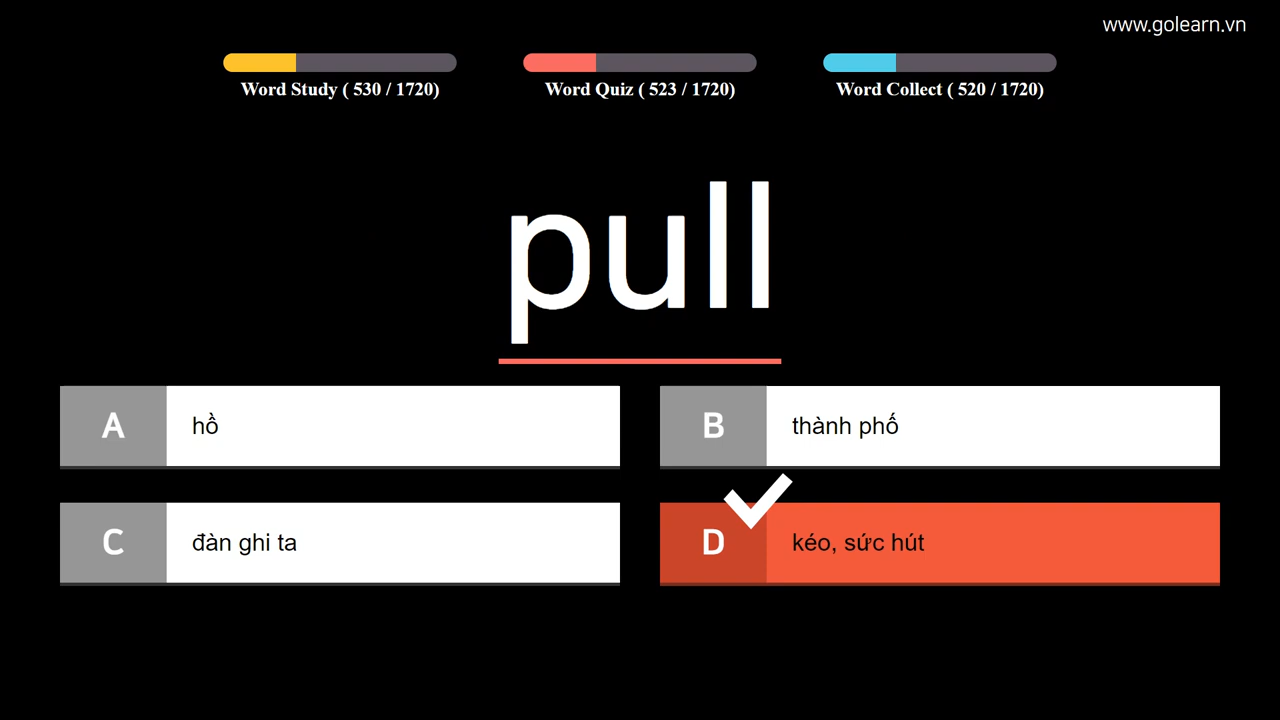 www.golearn.vn
Word Study ( 530 / 1720)
Word Quiz ( 523 / 1720)
Word Collect ( 520 / 1720)
pull
A
hồ
B
thành phố
C
đàn ghi ta
D
kéo, sức hút